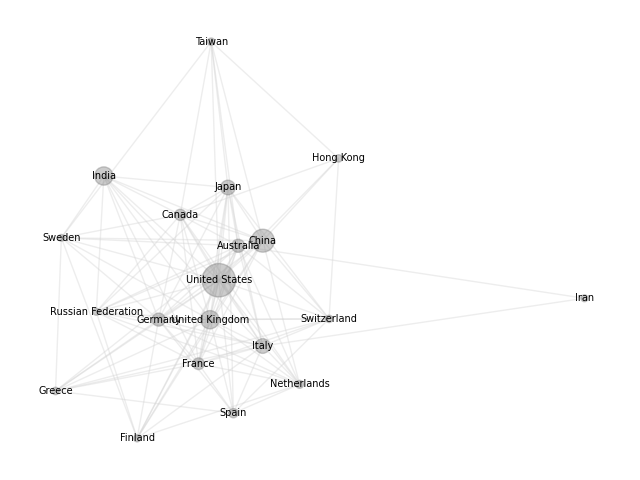 Taiwan
Hong Kong
India
Japan
Canada
Sweden
Australia
China
United States
Iran
Russian Federation
Germany
United Kingdom
Switzerland
Italy
France
Netherlands
Greece
Spain
Finland